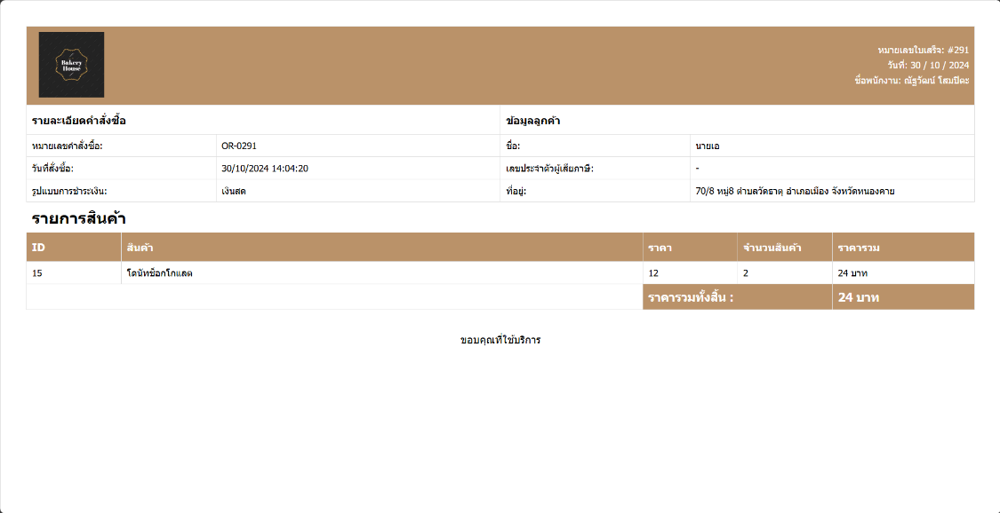 Bakery
House
หมายเลขใบเสร็จ: #291
วันที่: 30 / 10 / 2024
ชื่อพนักงาน: ณัฐวัฒน์ โสมปิดะ
รายละเอียดคำสั่งซื้อ ข้อมูลลูกค้า
หมายเลขคำสั่งซื้อ: OR-0291 ชื่อ: นายเอ
วันที่สั่งซื้อ: 30/10/2024 14:04:20 เลขประจำตัวผู้เสียภาษี: -
รูปแบบการชำระเงิน: เงินสด ที่อยู่: 70/8 หมู่8 ตำบลวัดธาตุ อำเภอเมือง จังหวัดหนองคาย
รายการสินค้า
ID สินค้า ราคา จำนวนสินค้า ราคารวม
15 โดนัทช็อกโกแลต 12 2 24 บาท
ราคารวมทั้งสิ้น : 24 บาท
ขอบคุณที่ใช้บริการ